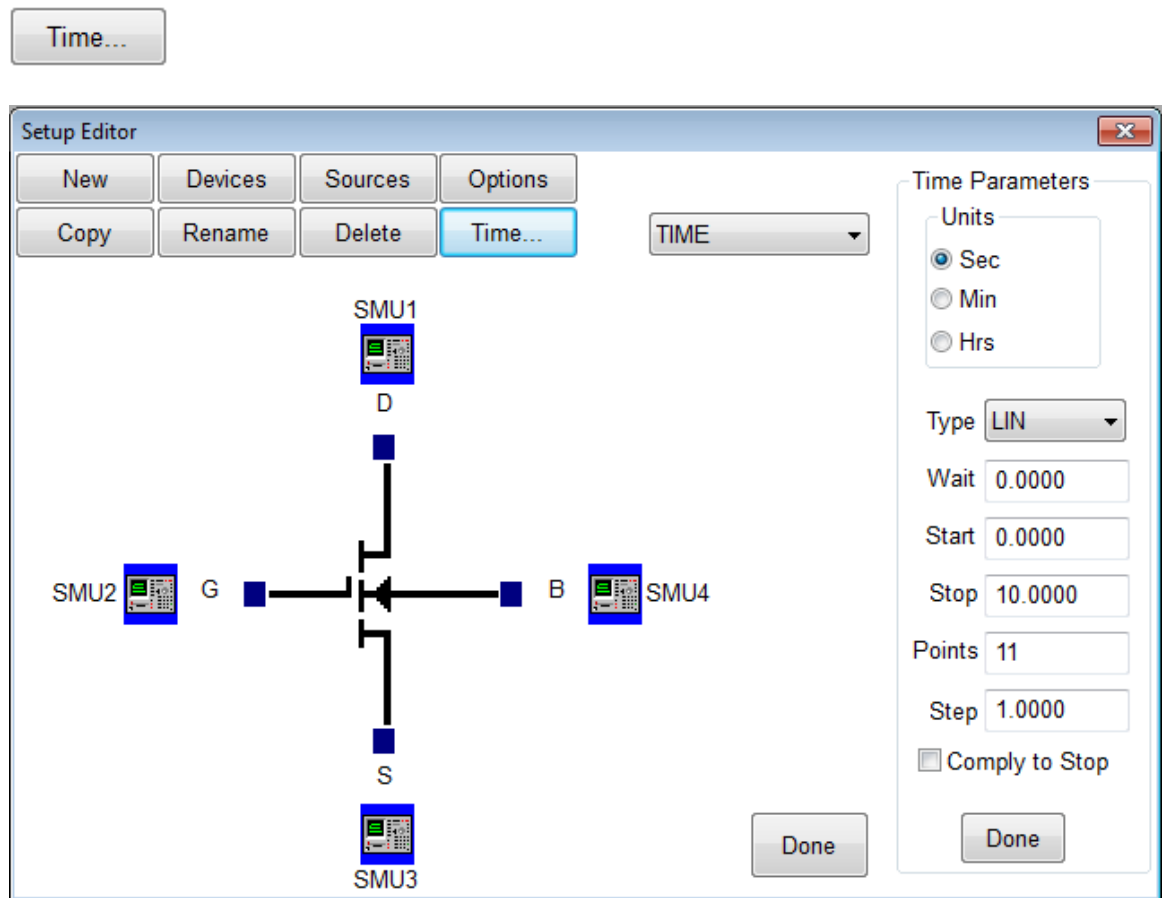 Time...
Setup Editor
New Devices Sources Options
Copy Rename Delete Time...
TIME
SMU1
D
SMU2 G B SMU4
S
SMU3
Done
Time Parameters
Units
Sec
Min
Hrs
Type LIN
Wait 0.0000
Start 0.0000
Stop 10.0000
Points 11
Step 1.0000
Comply to Stop
Done